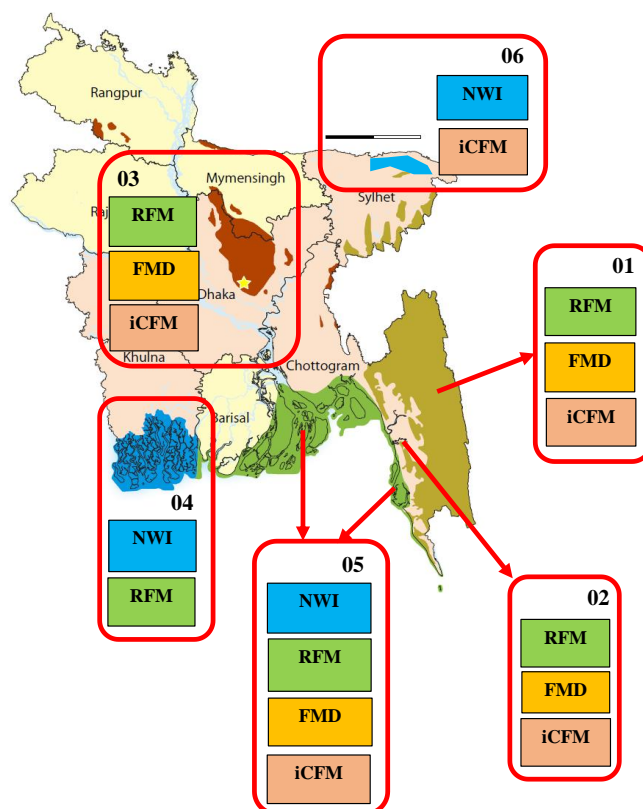 06
NWI
iCFM
Rangpur
03
Mymensingh
Sylhet
Raj
RFM
FMD
Dhaka
iCFM
01
RFM
FMD
iCFM
Khulna
Chottogram
Barisal
04
NWI
RFM
05
NWI
RFM
FMD
iCFM
02
RFM
FMD
iCFM